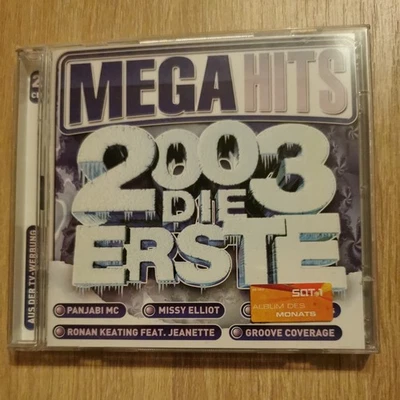 MEGA HITS
2003
DIE
ERSTE
AUS DER TV-WERBUNG
PANJABI MC
MISSY ELLIOT
SAT.1
ALBUM DES
MONATS
RONAN KEATING FEAT. JEANETTE
GROOVE COVERAGE